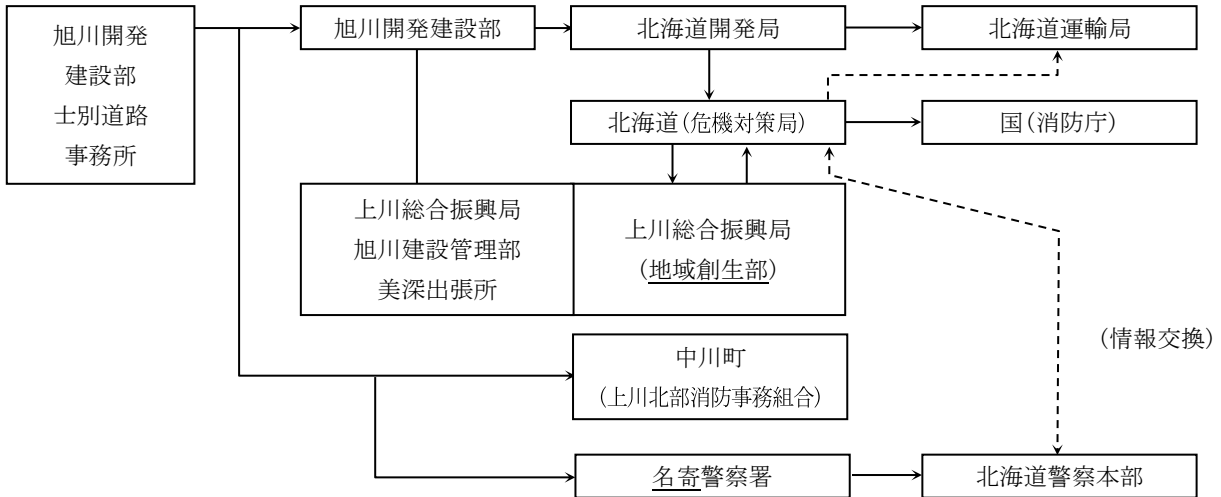 旭川開発
建設部
士別道路
事務所
旭川開発建設部
北海道開発局
北海道運輸局
北海道(危機対策局)
国(消防庁)
上川総合振興局
旭川建設管理部
美深出張所
上川総合振興局
(地域創生部)
中川町
(上川北部消防事務組合)
(情報交換)
名寄警察署
北海道警察本部